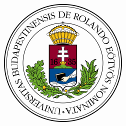 UNIVERSITAS BUDAPESTINENSIS DE ROLANDO EÖTVÖS NOMINATA